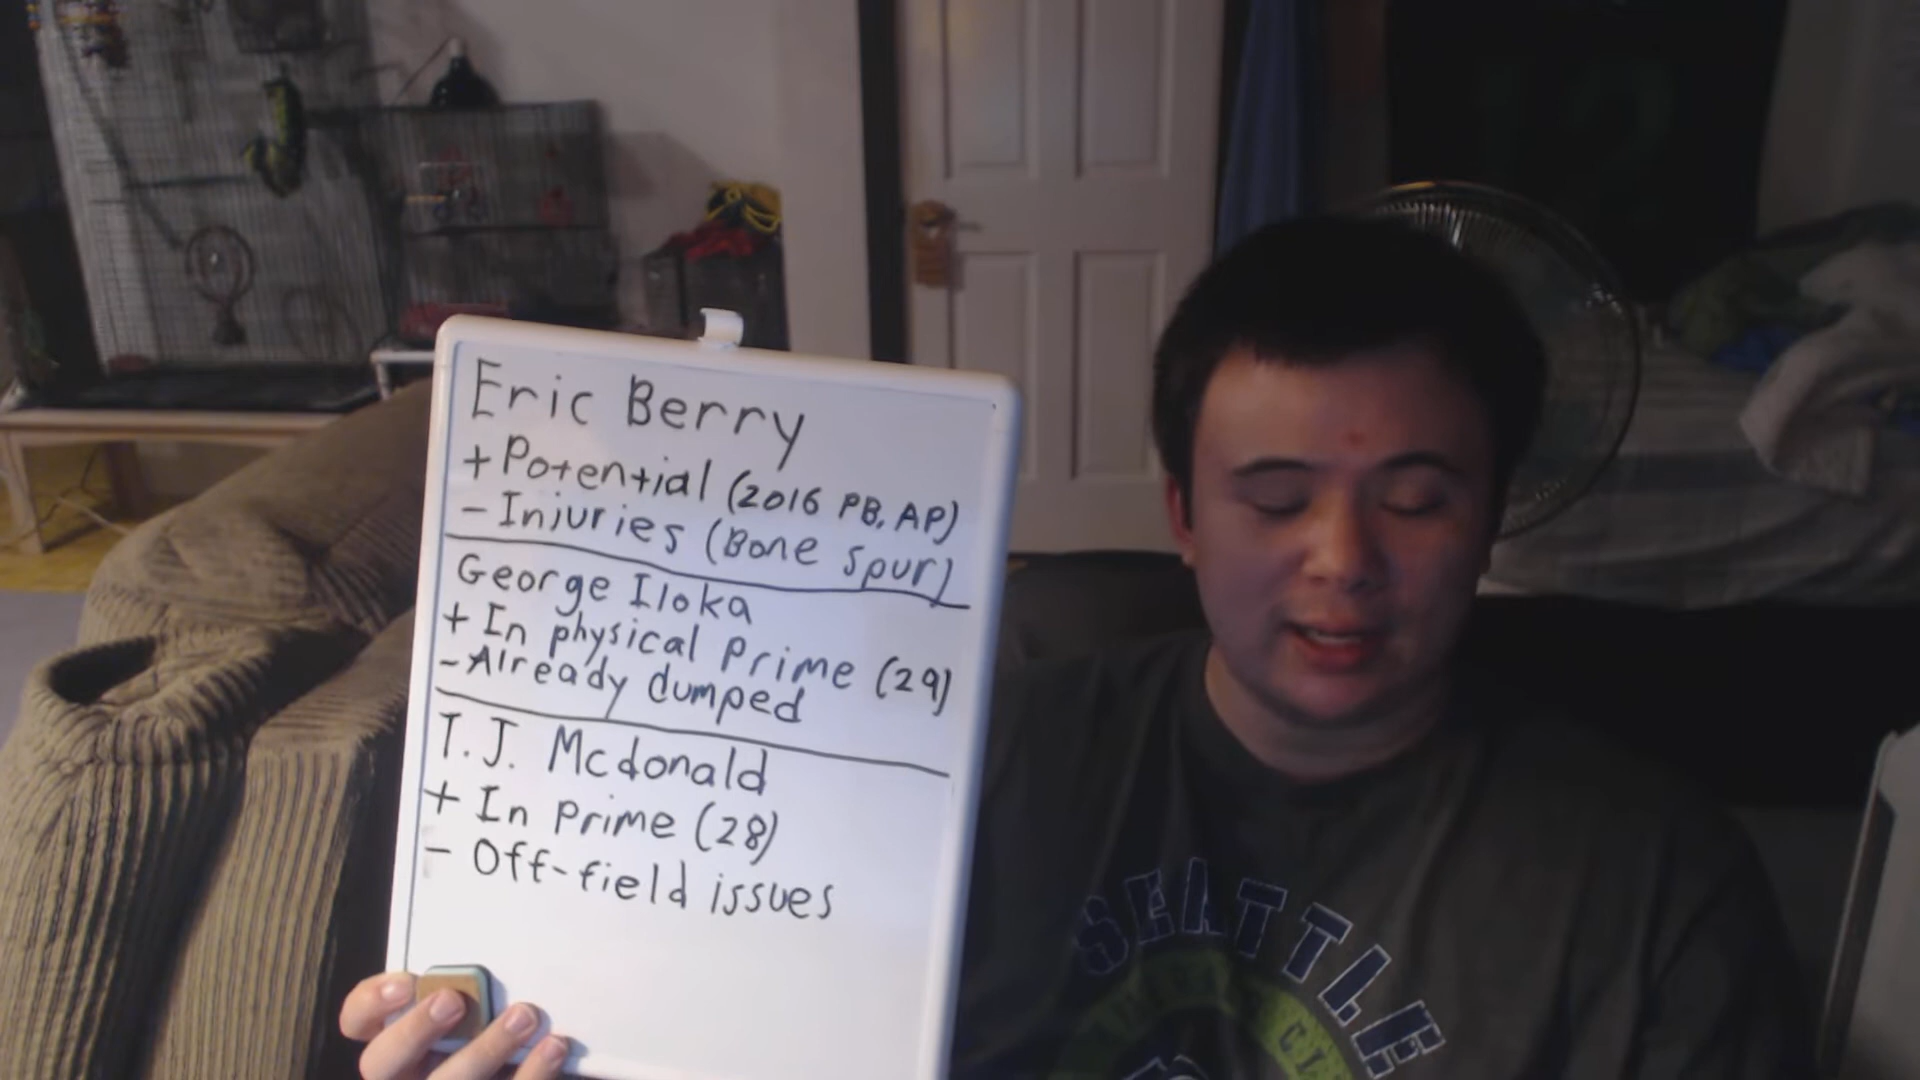 Eric Berry
+ Potential (2016 PB, AP)
- Injuries (Bone Spur)
George Iloka
+ In physical Prime (29)
- Already dumped
T.J. Mcdonald
+ In Prime (28)
- Off-field issues
SEATTLE